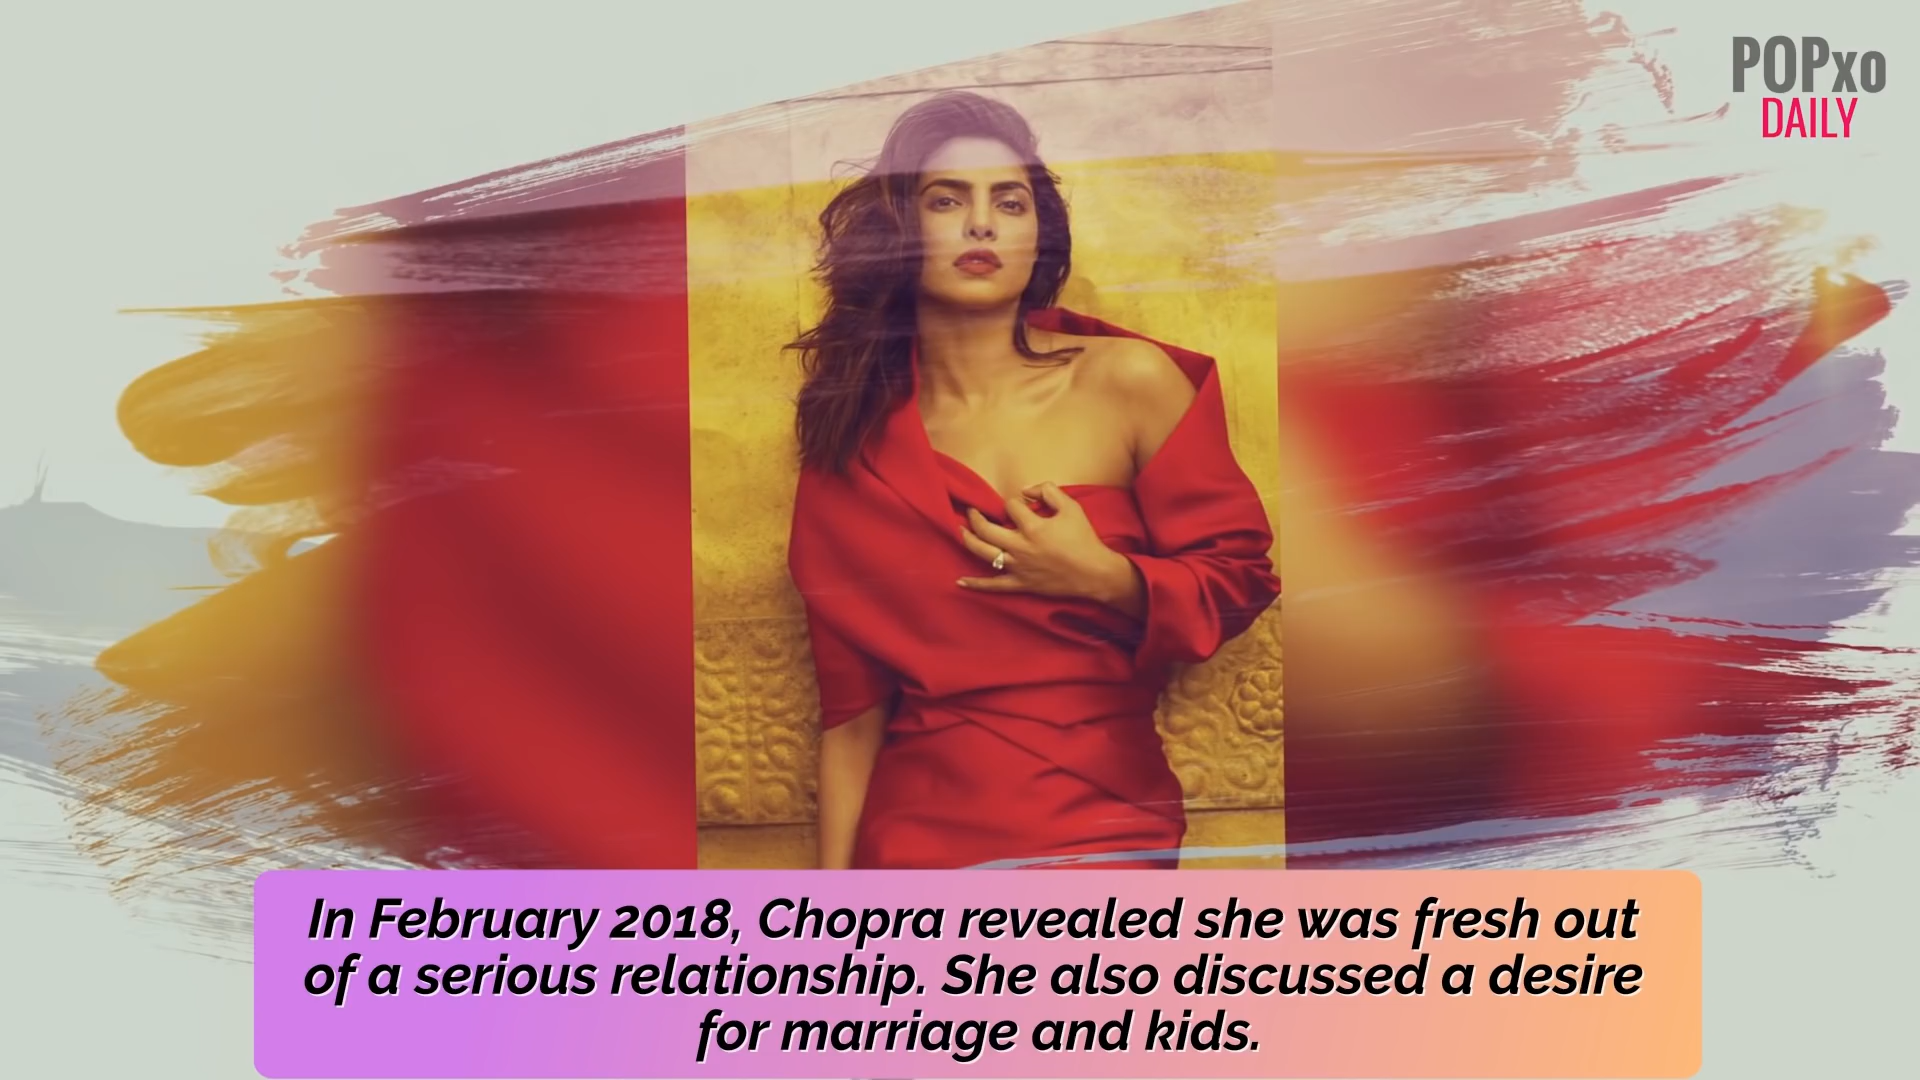 POPxo
DAILY
In February 2018, Chopra revealed she was fresh out
of a serious relationship. She also discussed a desire
for marriage and kids.